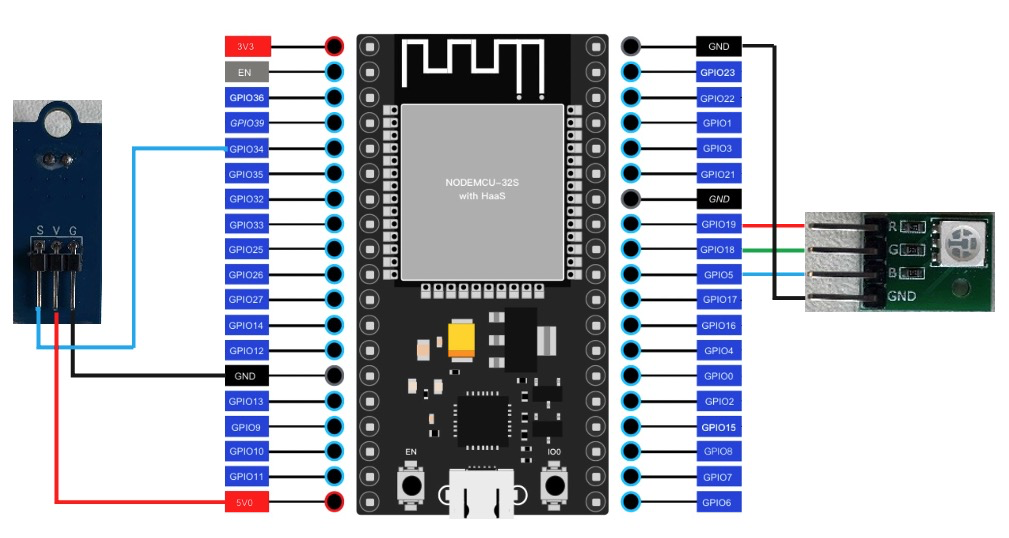 S V G
3V3
EN
GPIO36
GPIO39
GPIO34
GPIO35
GPIO32
GPIO33
GPIO25
GPIO26
GPIO27
GPIO14
GPIO12
GND
GPIO13
GPIO9
GPIO10
GPIO11
5V0
NODEMCU-32S
with HaaS
EN
IO0
GND
GPIO23
GPIO22
GPIO1
GPIO3
GPIO21
GND
GPIO19
GPIO18
GPIO5
GPIO17
GPIO16
GPIO4
GPIO0
GPIO2
GPIO15
GPIO8
GPIO7
GPIO6
R
G
B
GND